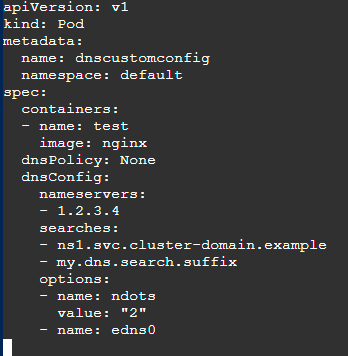 apiVersion: v1
kind: Pod
metadata:
  name: dnscustomconfig
  namespace: default
spec:
  containers:
  - name: test
    image: nginx
  dnsPolicy: None
  dnsConfig:
    nameservers:
    - 1.2.3.4
    searches:
    - ns1.svc.cluster-domain.example
    - my.dns.search.suffix
    options:
    - name: ndots
      value: "2"
    - name: edns0